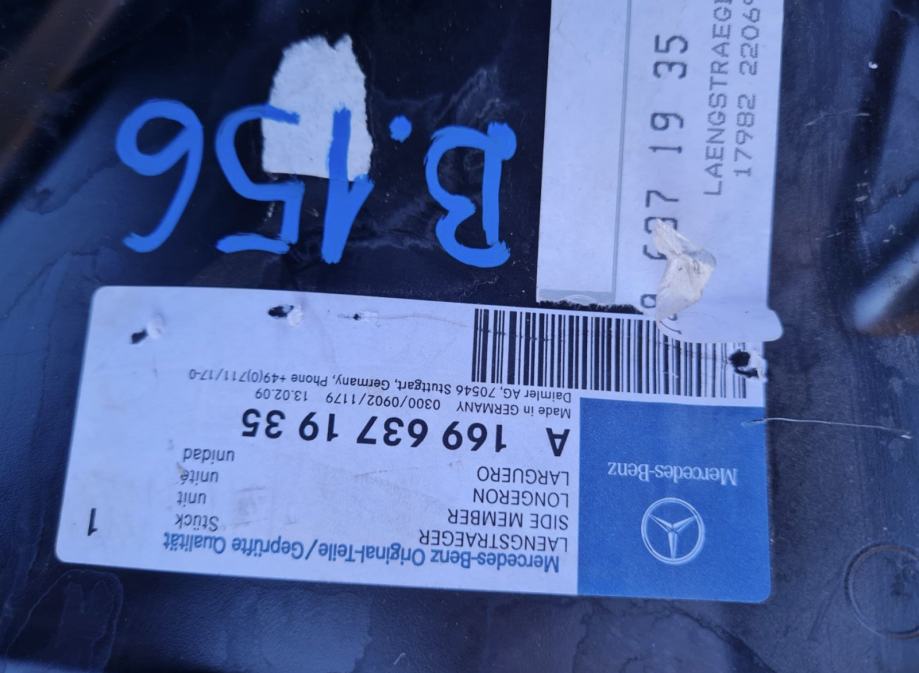 B.156
Mercedes-Benz
Mercedes-Benz Original-Teile/Geprüfte Qualität
LAENGSTRAEGER
SIDE MEMBER
LONGERON
LARGUERO
Stück
unit
unité
unidad
1
A 169 637 19 35
Made in GERMANY 0300/0902/1179 13.02.09
Daimler AG, 70546 Stuttgart, Germany, Phone +49(0)711/17-0
19 35
LAENGSTRAEG
17982 2206